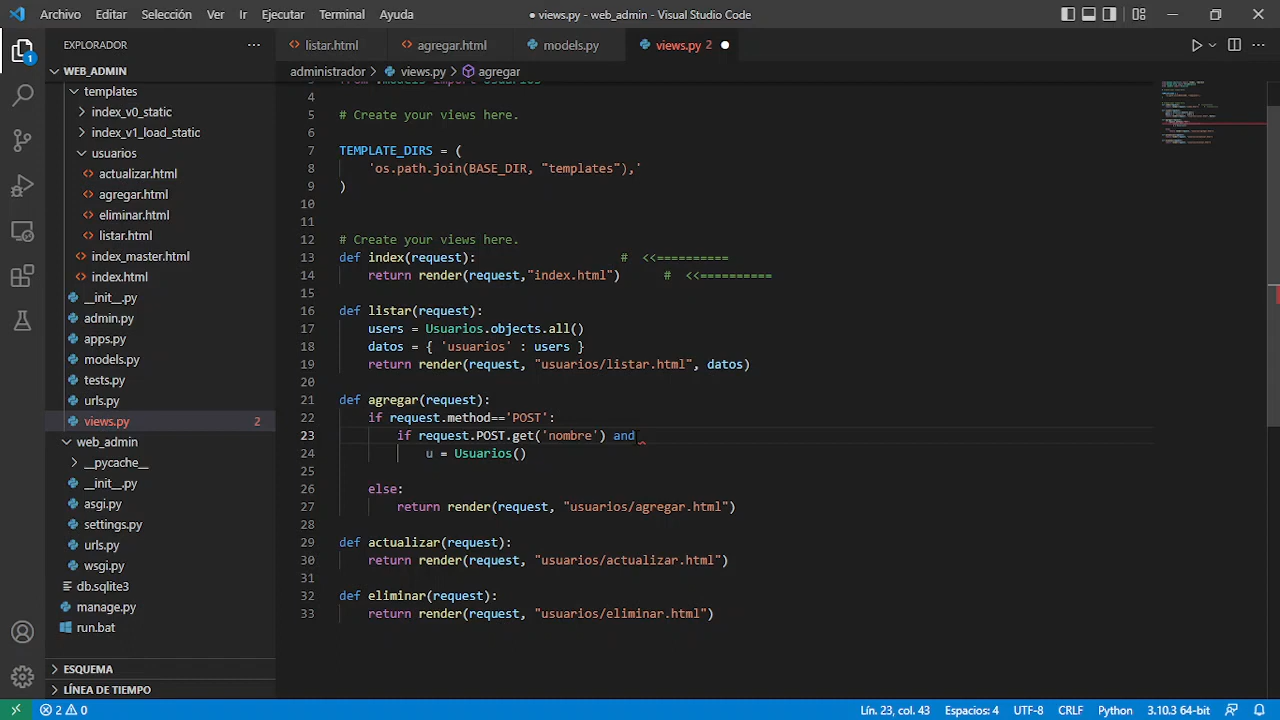 Archivo Editar Selección Ver Ir Ejecutar Terminal Ayuda ● views.py - web_admin - Visual Studio Code
EXPLORADOR ···
listar.html agregar.html models.py views.py 2 ●
WEB_ADMIN
administrador > views.py > agregar
templates
index_v0_static
index_v1_load_static
usuarios
actualizar.html
agregar.html
eliminar.html
listar.html
index_master.html
index.html
__init__.py
admin.py
apps.py
models.py
tests.py
urls.py
views.py 2
web_admin
__pycache__
__init__.py
asgi.py
settings.py
urls.py
wsgi.py
db.sqlite3
manage.py
run.bat
ESQUEMA
LÍNEA DE TIEMPO
1
from .models import Usuarios
4
5 # Create your views here.
6
7 TEMPLATE_DIRS = (
8 'os.path.join(BASE_DIR, "templates"),'
9 )
10
11
12 # Create your views here.
13 def index(request): # <<==========
14 return render(request,"index.html") # <<==========
15
16 def listar(request):
17 users = Usuarios.objects.all()
18 datos = { 'usuarios' : users }
19 return render(request, "usuarios/listar.html", datos)
20
21 def agregar(request):
22 if request.method=='POST':
23 if request.POST.get('nombre') and
24 u = Usuarios()
25
26 else:
27 return render(request, "usuarios/agregar.html")
28
29 def actualizar(request):
30 return render(request, "usuarios/actualizar.html")
31
32 def eliminar(request):
33 return render(request, "usuarios/eliminar.html")
2 0 Lín. 23, col. 43 Espacios: 4 UTF-8 CRLF Python 3.10.3 64-bit